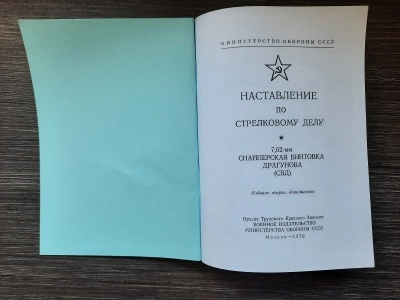 МИНИСТЕРСТВО ОБОРОНЫ СССР
НАСТАВЛЕНИЕ
ПО
СТРЕЛКОВОМУ ДЕЛУ
7,62-мм
СНАЙПЕРСКАЯ ВИНТОВКА
ДРАГУНОВА
(СВД)
Издание второе, дополненное
Ордена Трудового Красного Знамени
ВОЕННОЕ ИЗДАТЕЛЬСТВО
МИНИСТЕРСТВА ОБОРОНЫ СССР
Москва—1976